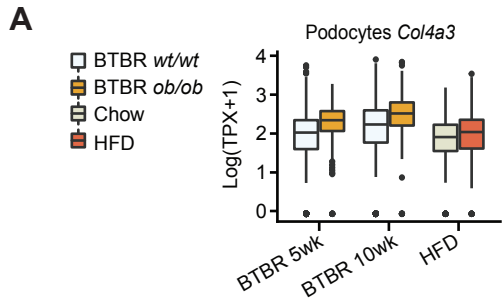 A
Podocytes Col4a3
BTBR wt/wt
BTBR ob/ob
Chow
HFD
Log(TPX+1)
4
3
2
1
0
BTBR 5wk
BTBR 10wk
HFD